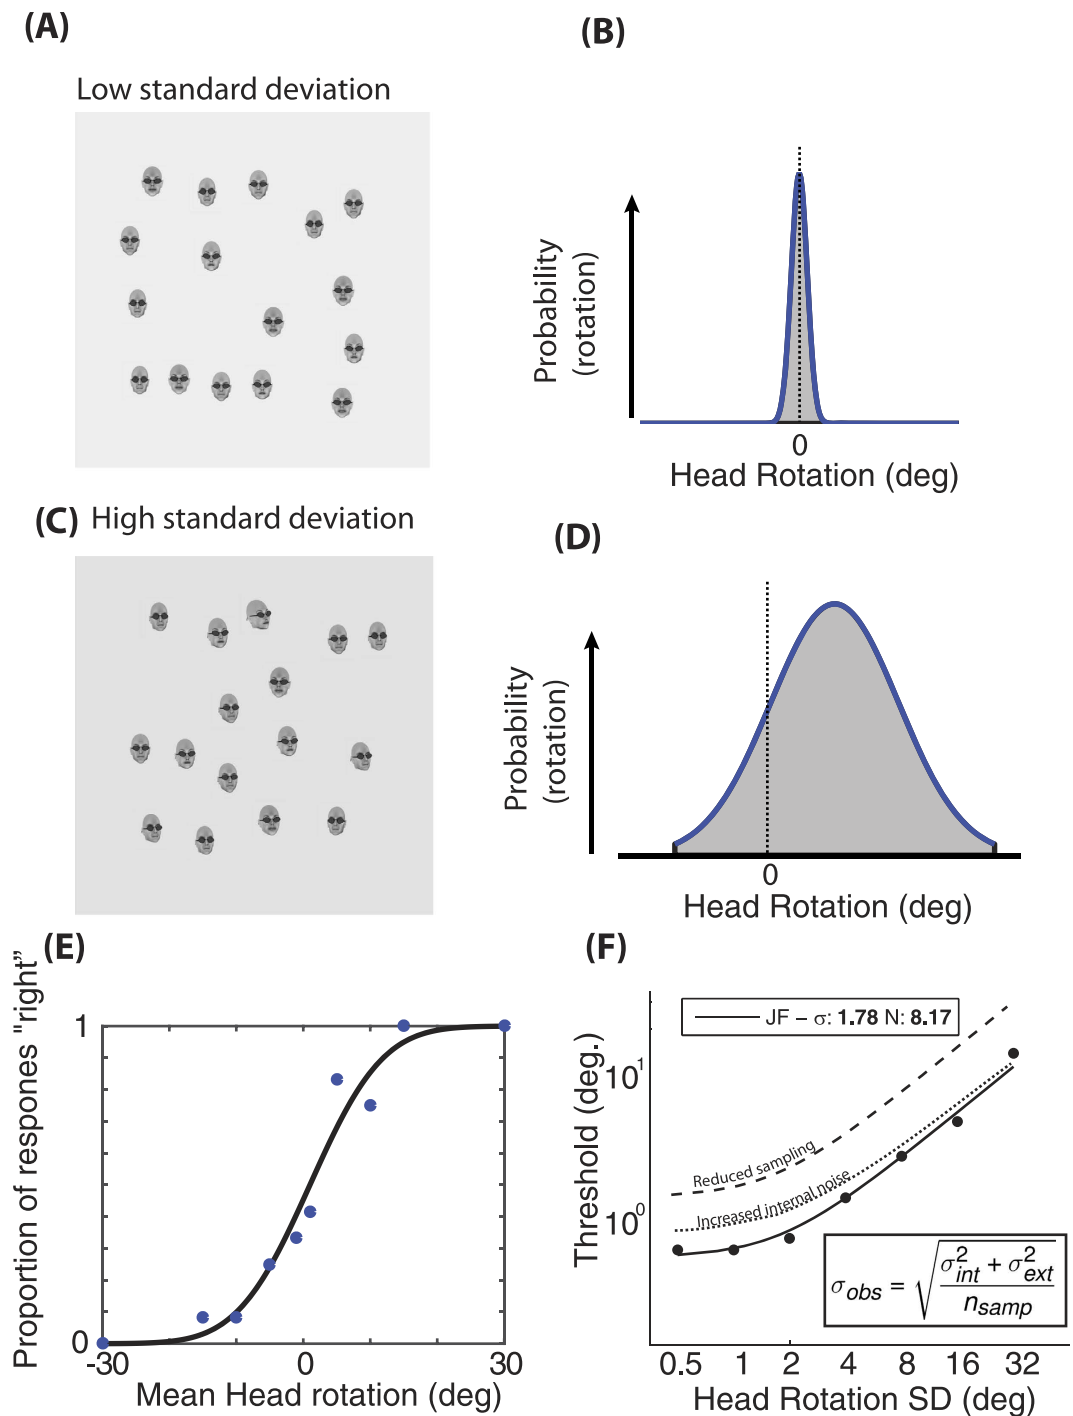 (A)
Low standard deviation
(B)
Probability
(rotation)
0
Head Rotation (deg)
(C) High standard deviation
(D)
Probability
(rotation)
0
Head Rotation (deg)
(E)
Proportion of respones "right”
1
0
-30
0
30
Mean Head rotation (deg)
(F)
JF – σ: 1.78 N: 8.17
Threshold (deg.)
10¹
10⁰
Reduced sampling
Increased internal noise
σobs = √((σ²int + σ²ext) / nsamp)
0.5 1 2 4 8 16 32
Head Rotation SD (deg)